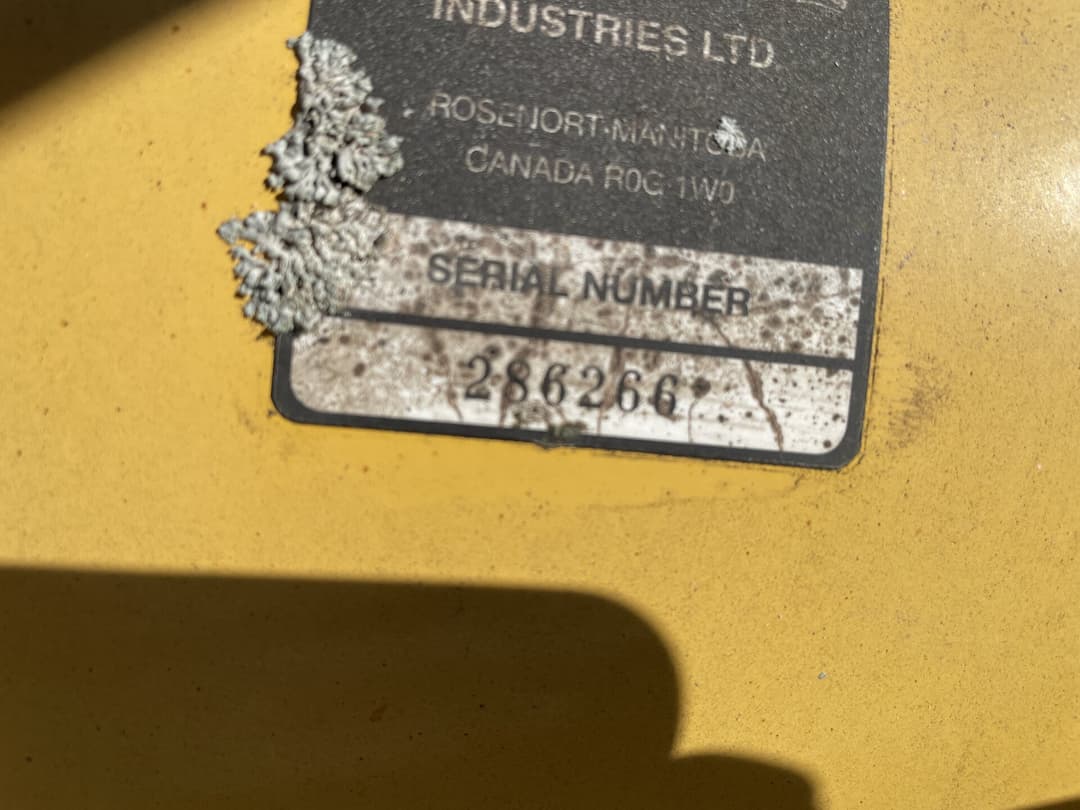 INDUSTRIES LTD
ROSENORT MANITOBA
CANADA R0G 1W0
SERIAL NUMBER
286266